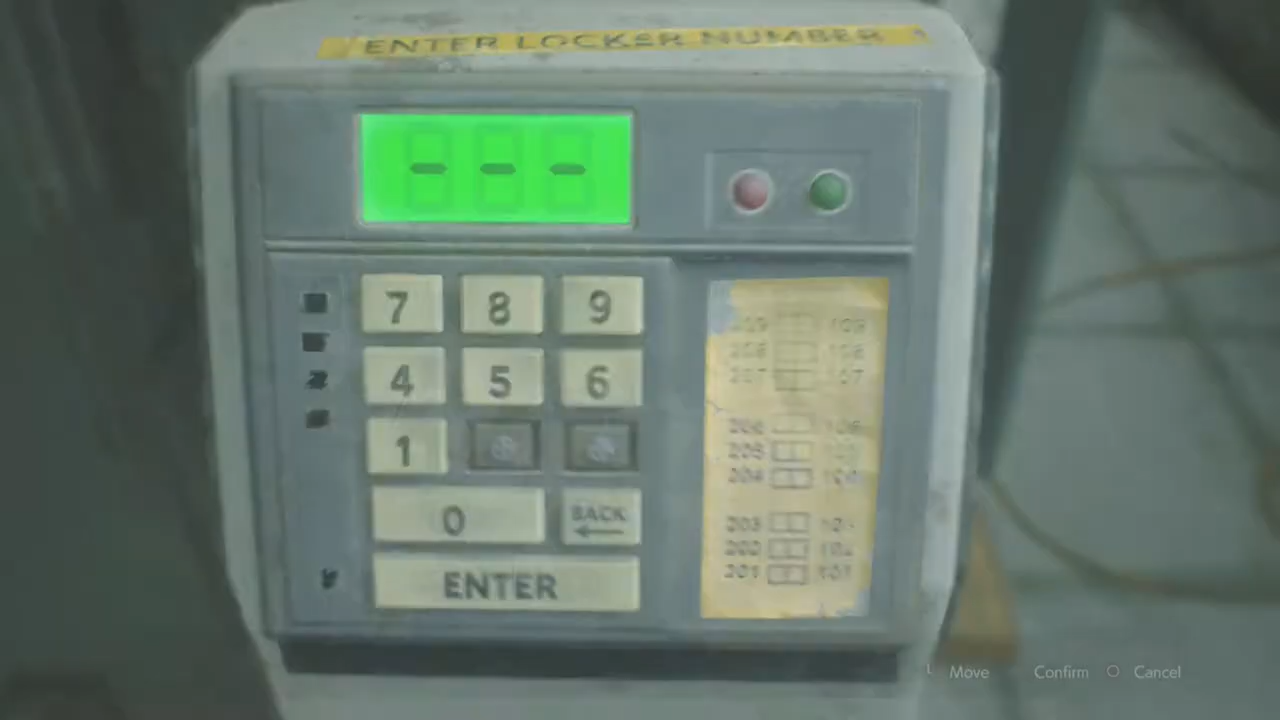 ENTER LOCKER NUMBER
- - -
7 8 9
4 5 6
1
0 BACK
ENTER
209 109
208 108
207 107
206 106
205
204
203
202
201 101
Move Confirm Cancel